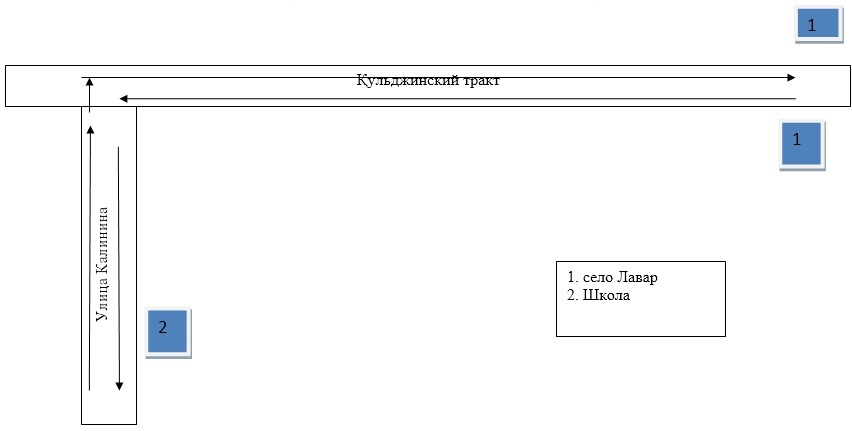 1
Кульджинский тракт
1
Улица Калинина
1. село Лавар
2. Школа
2